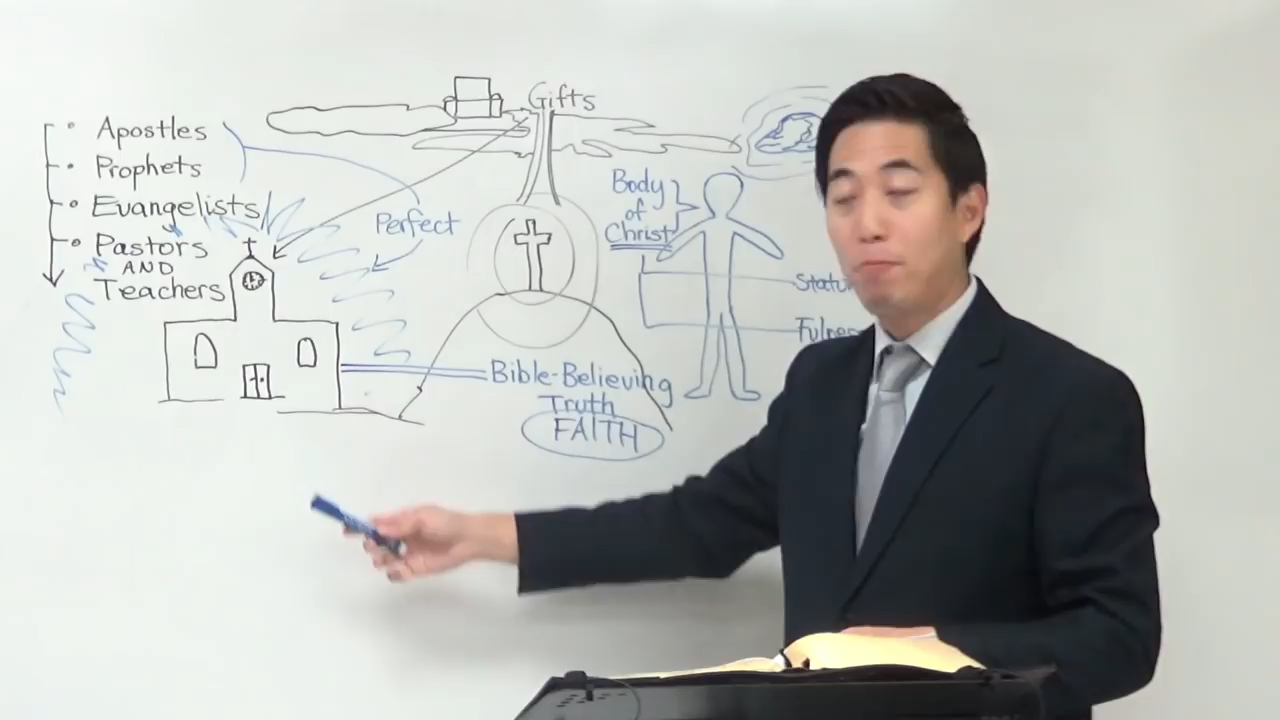 Apostles
Prophets
Evangelists
Pastors
AND
Teachers
Gifts
Perfect
Body
of
Christ
Bible-Believing
Truth
FAITH